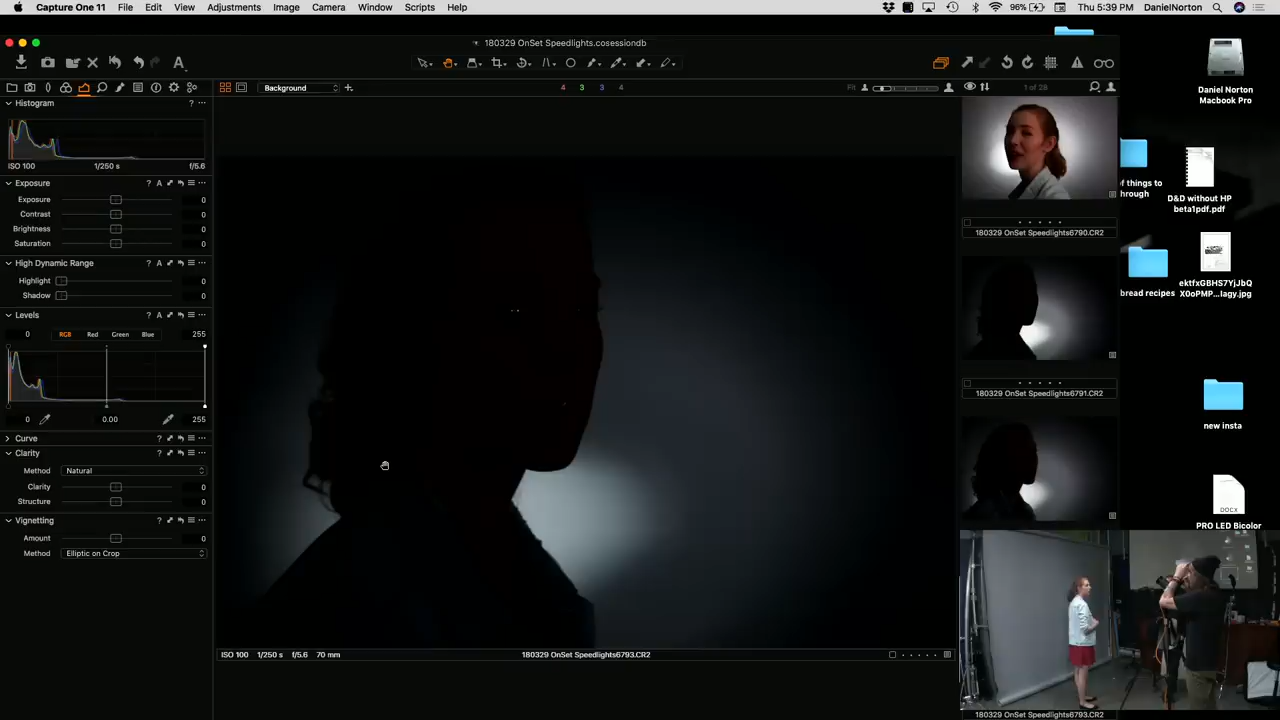 Capture One 11 File Edit View Adjustments Image Camera Window Scripts Help 96% Thu 5:39 PM DanielNorton
180329 OnSet Speedlights.cosessiondb
Background
4 3 3 4
Fit
1 of 28
Histogram
ISO 100 1/250 s f/5.6
Exposure
Exposure 0
Contrast 0
Brightness 0
Saturation 0
High Dynamic Range
Highlight 0
Shadow 0
Levels
0 RGB Red Green Blue 255
0 0.00 255
Curve
Clarity
Method Natural
Clarity 0
Structure 0
Vignetting
Amount 0
Method Elliptic on Crop
ISO 100 1/250 s f/5.6 70 mm 180329 OnSet Speedlights6793.CR2
180329 OnSet Speedlights6790.CR2
180329 OnSet Speedlights6791.CR2
180329 OnSet Speedlights6793.CR2
Daniel Norton
Macbook Pro
of things to
through
D&D without HP
beta1pdf.pdf
bread recipes
ektfxGBHS7YjJbQ
X0oPMP...lagy.jpg
new insta
DOCX
PRO LED Bicolor